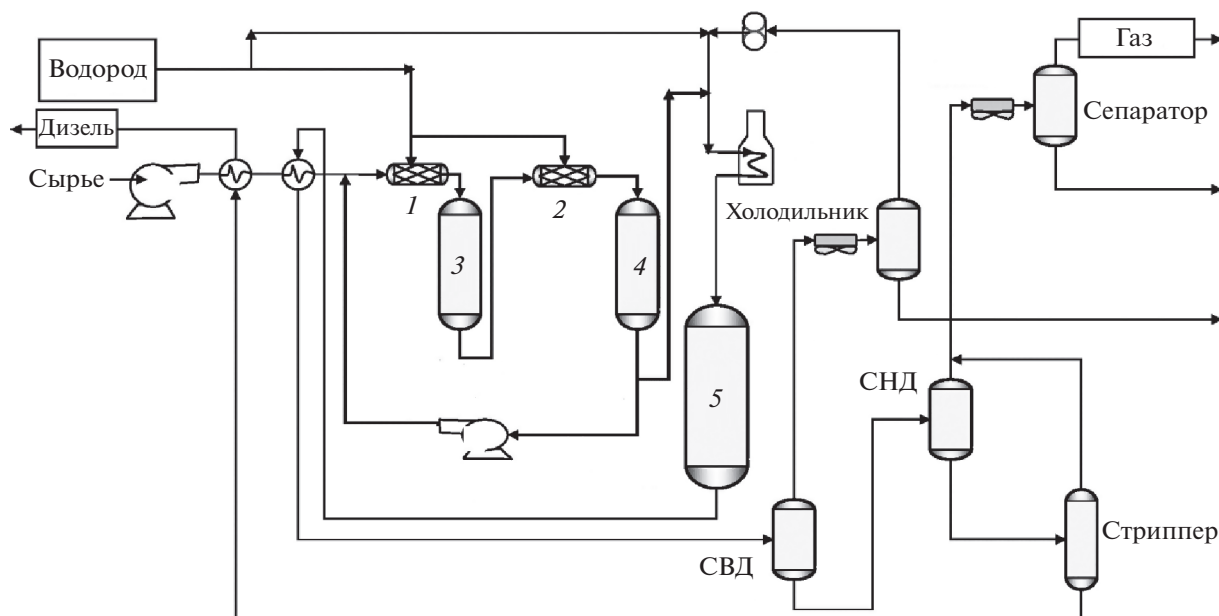 Газ
Водород
Сепаратор
Дизель
Сырье
1
2
Холодильник
3
4
5
СНД
СВД
Стриппер